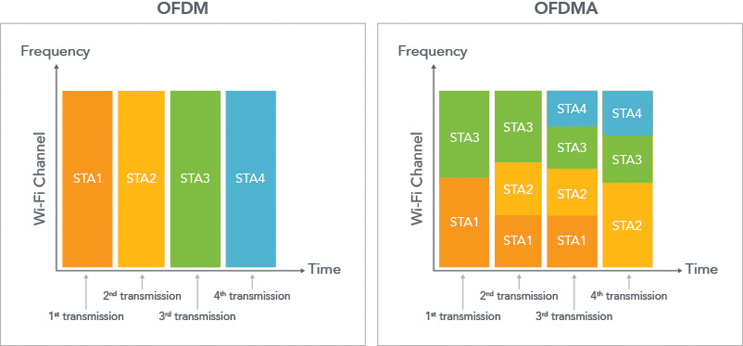 OFDM
Frequency
Wi-Fi Channel
STA1 STA2 STA3 STA4
Time
2nd transmission 4th transmission
1st transmission 3rd transmission
OFDMA
Frequency
Wi-Fi Channel
STA4 STA4
STA3 STA3 STA3 STA3
STA2 STA2
STA1 STA2
STA1 STA1
Time
2nd transmission 4th transmission
1st transmission 3rd transmission